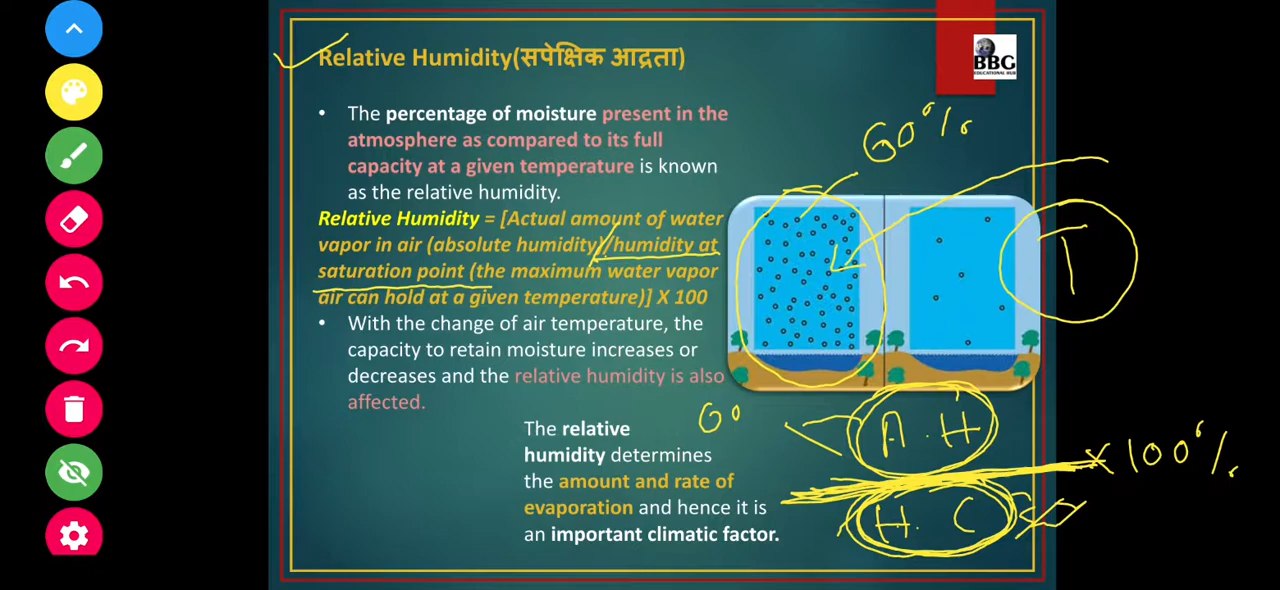 Relative Humidity(सपेक्षिक आद्रता)
BBG
EDUCATIONAL HUB
• The percentage of moisture present in the
atmosphere as compared to its full
capacity at a given temperature is known
as the relative humidity.
Relative Humidity = [Actual amount of water
vapor in air (absolute humidity)/humidity at
saturation point (the maximum water vapor
air can hold at a given temperature)] X 100
• With the change of air temperature, the
capacity to retain moisture increases or
decreases and the relative humidity is also
affected.
The relative
humidity determines
the amount and rate of
evaporation and hence it is
an important climatic factor.
60%
T
60
A.H
H.C
× 100%